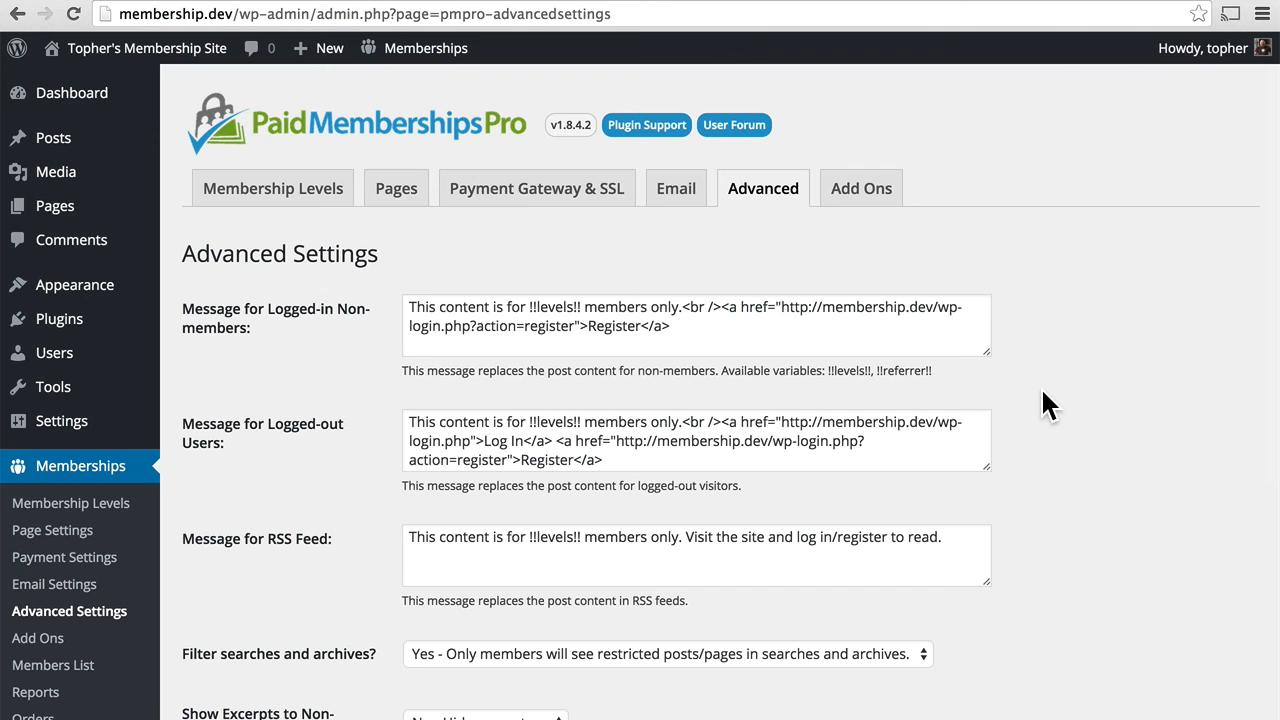 membership.dev/wp-admin/admin.php?page=pmpro-advancedsettings
Topher's Membership Site 0 New Memberships Howdy, topher
Dashboard
Posts
Media
Pages
Comments
Appearance
Plugins
Users
Tools
Settings
Memberships
Membership Levels
Page Settings
Payment Settings
Email Settings
Advanced Settings
Add Ons
Members List
Reports
Orders
PaidMembershipsPro v1.8.4.2 Plugin Support User Forum
Membership Levels Pages Payment Gateway & SSL Email Advanced Add Ons
Advanced Settings
Message for Logged-in Non-
members:
This content is for !!levels!! members only.<br /><a href="http://membership.dev/wp-
login.php?action=register">Register</a>
This message replaces the post content for non-members. Available variables: !!levels!!, !!referrer!!
Message for Logged-out
Users:
This content is for !!levels!! members only.<br /><a href="http://membership.dev/wp-
login.php">Log In</a> <a href="http://membership.dev/wp-login.php?
action=register">Register</a>
This message replaces the post content for logged-out visitors.
Message for RSS Feed:
This content is for !!levels!! members only. Visit the site and log in/register to read.
This message replaces the post content in RSS feeds.
Filter searches and archives?
Yes - Only members will see restricted posts/pages in searches and archives.
Show Excerpts to Non-